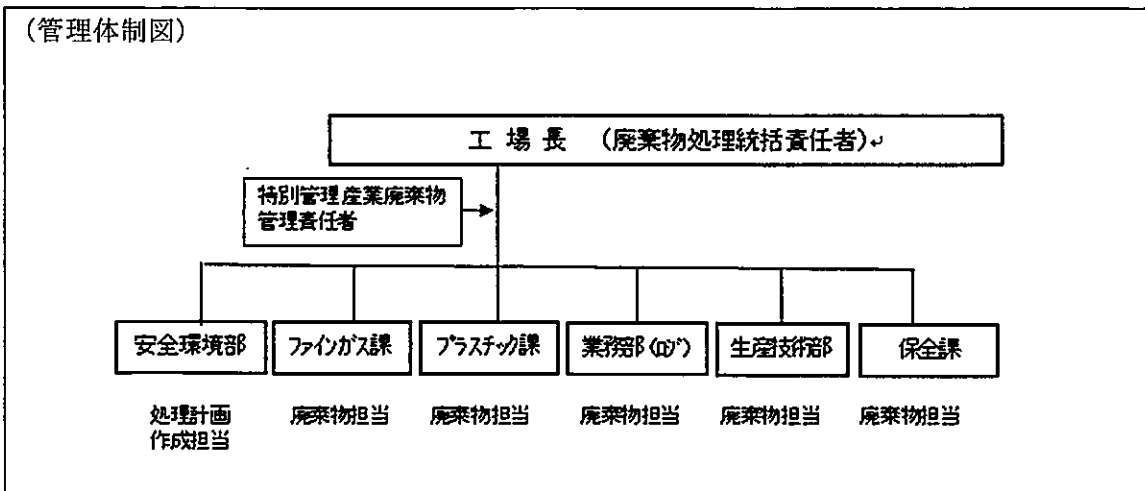 (管理体制図)
工 場 長 (廃棄物処理統括責任者)↵
特別管理産業廃棄物
管理責任者
安全環境部 ファインガス課 プラスチック課 業務部(ﾛｼﾞ) 生産技術部 保全課
処理計画 廃棄物担当 廃棄物担当 廃棄物担当 廃棄物担当 廃棄物担当
作成担当